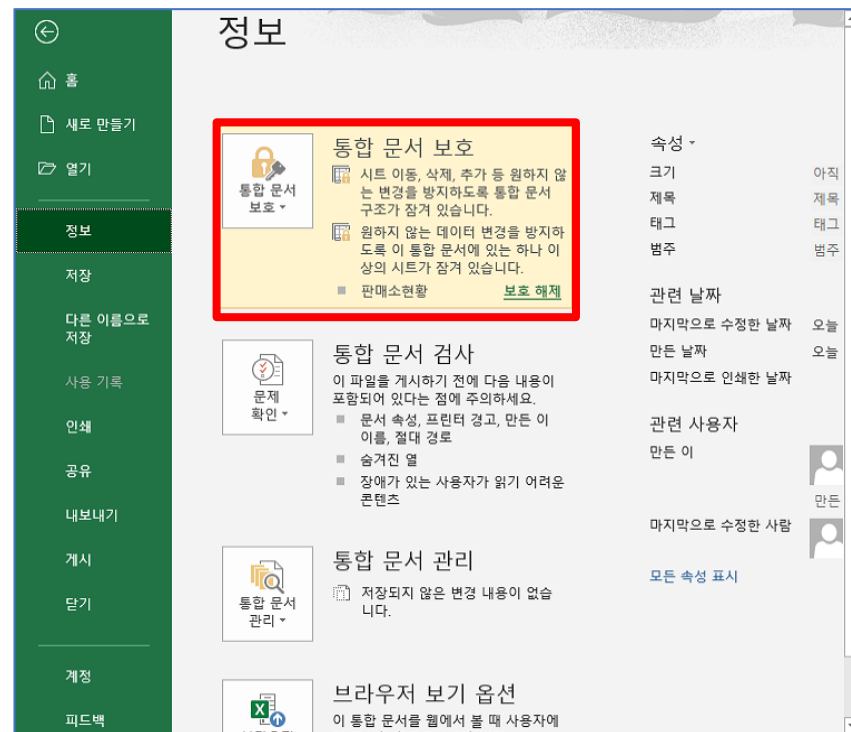 정보
홈
새로 만들기
열기
정보
저장
다른 이름으로
저장
사용 기록
인쇄
공유
내보내기
게시
닫기
계정
피드백
통합 문서
보호
통합 문서 보호
시트 이동, 삭제, 추가 등 원하지 않
는 변경을 방지하도록 통합 문서
구조가 잠겨 있습니다.
원하지 않는 데이터 변경을 방지하
도록 이 통합 문서에 있는 하나 이
상의 시트가 잠겨 있습니다.
판매소현황 보호 해제
문제
확인
통합 문서 검사
이 파일을 게시하기 전에 다음 내용이
포함되어 있다는 점에 주의하세요.
문서 속성, 프린터 경고, 만든 이
이름, 절대 경로
숨겨진 열
장애가 있는 사용자가 읽기 어려운
콘텐츠
통합 문서
관리
통합 문서 관리
저장되지 않은 변경 내용이 없습
니다.
브라우저 보기 옵션
이 통합 문서를 웹에서 볼 때 사용자에
속성
크기 아직
제목 제목
태그 태그
범주 범주
관련 날짜
마지막으로 수정한 날짜 오늘
만든 날짜 오늘
마지막으로 인쇄한 날짜
관련 사용자
만든 이
만든
마지막으로 수정한 사람
모든 속성 표시